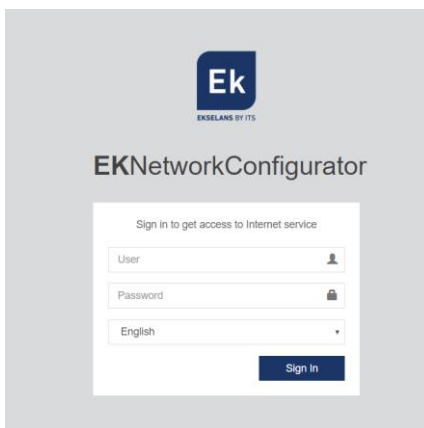 Ek
EKSELANS BY ITS
EKNetworkConfigurator
Sign in to get access to Internet service
User
Password
English
Sign In